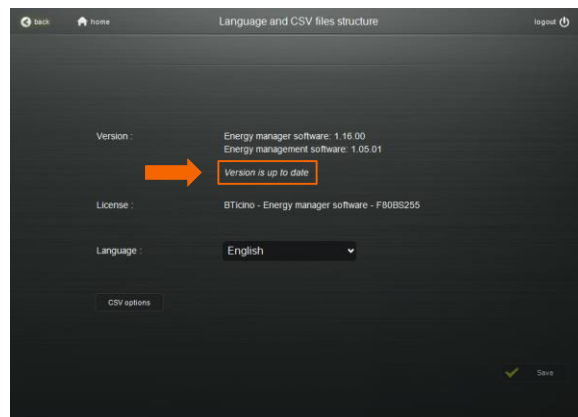 back home Language and CSV files structure logout
Version : Energy manager software: 1.16.00
Energy management software: 1.05.01
Version is up to date
License : BTicino - Energy manager software - F80BS255
Language : English
CSV options
Save